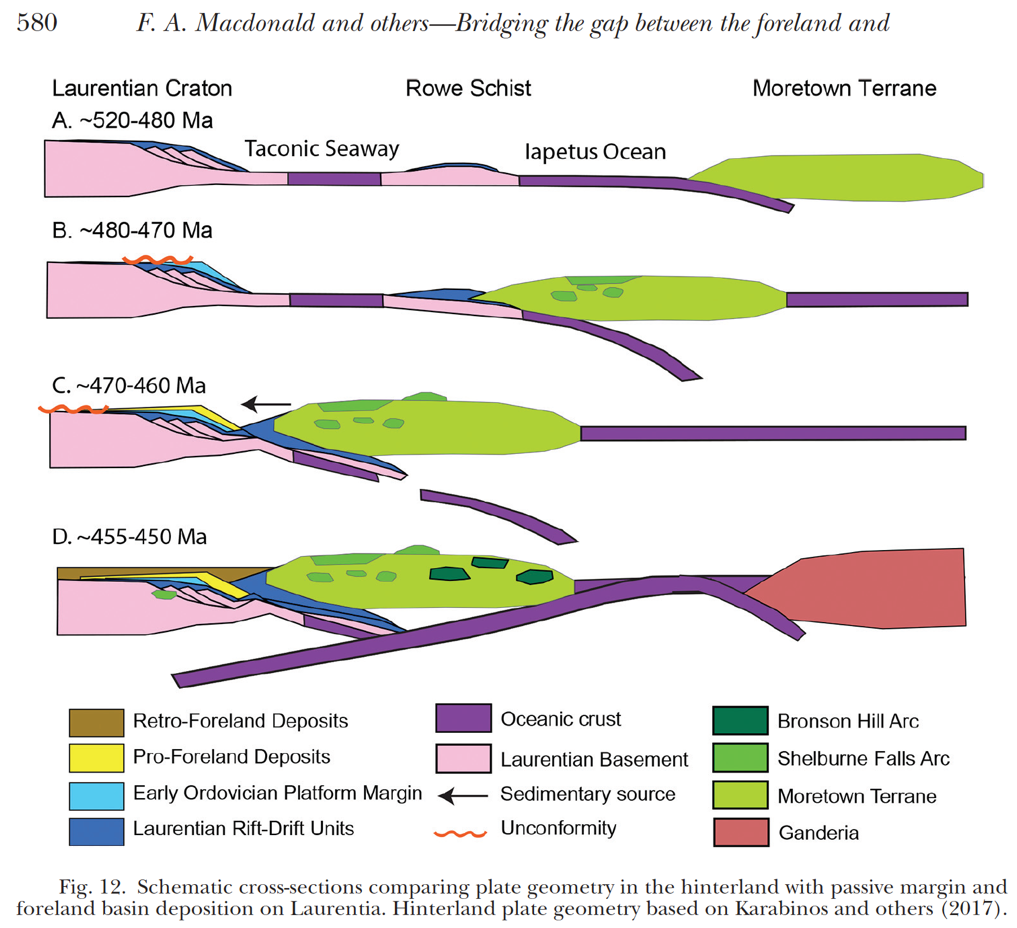 580 F. A. Macdonald and others—Bridging the gap between the foreland and
Laurentian Craton Rowe Schist Moretown Terrane
A. ~520-480 Ma
Taconic Seaway Iapetus Ocean
B. ~480-470 Ma
C. ~470-460 Ma
D. ~455-450 Ma
Retro-Foreland Deposits Oceanic crust Bronson Hill Arc
Pro-Foreland Deposits Laurentian Basement Shelburne Falls Arc
Early Ordovician Platform Margin Sedimentary source Moretown Terrane
Laurentian Rift-Drift Units Unconformity Ganderia
Fig. 12. Schematic cross-sections comparing plate geometry in the hinterland with passive margin and
foreland basin deposition on Laurentia. Hinterland plate geometry based on Karabinos and others (2017).